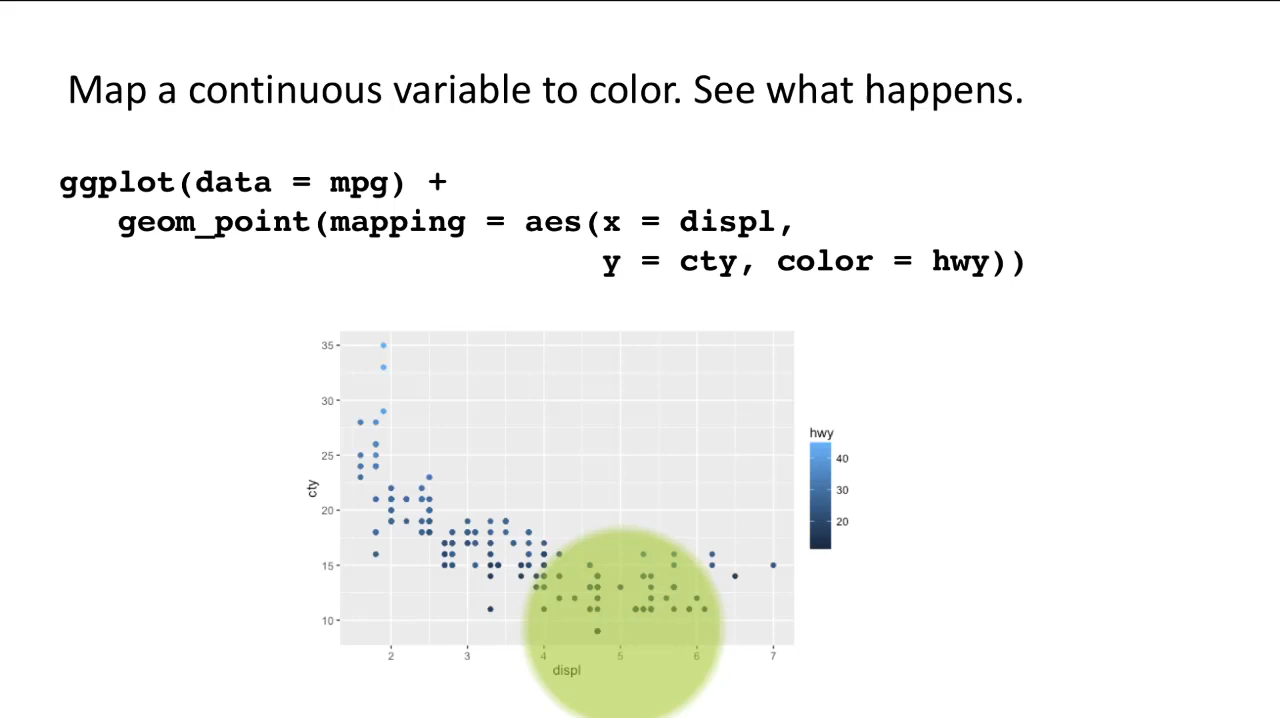 Map a continuous variable to color. See what happens.
ggplot(data = mpg) +
geom_point(mapping = aes(x = displ,
y = cty, color = hwy))
35
30
25
20
15
10
cty
2 3 4 5 6 7
displ
hwy
40
30
20